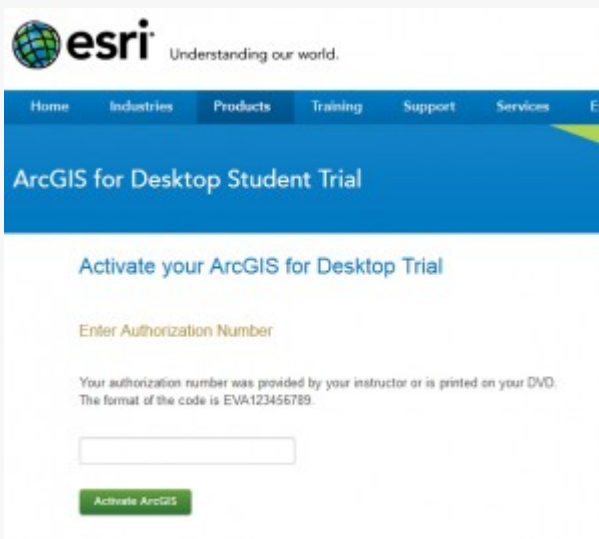 esri Understanding our world.
Home Industries Products Training Support Services
ArcGIS for Desktop Student Trial
Activate your ArcGIS for Desktop Trial
Enter Authorization Number
Your authorization number was provided by your instructor or is printed on your DVD.
The format of the code is EVA123456789.
Activate ArcGIS